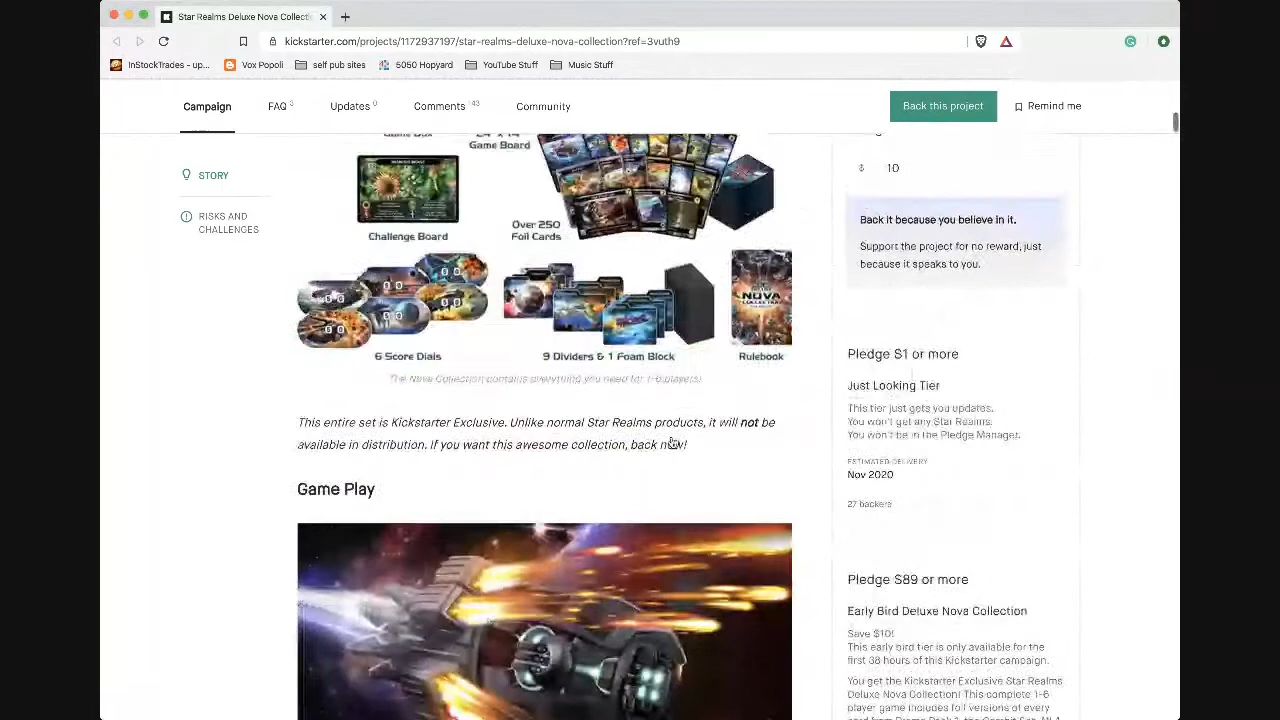 Star Realms Deluxe Nova Collect
kickstarter.com/projects/1172937197/star-realms-deluxe-nova-collection?ref=3vuth9
InStockTrades - up... Vox Popoli self pub sites 5050 Hopyard YouTube Stuff Music Stuff
Campaign FAQ 3 Updates 0 Comments 43 Community Back this project Remind me
STORY
RISKS AND
CHALLENGES
Game Box
24" x 14"
Game Board
Challenge Board
Over 250
Foil Cards
NOVA
COLLECTION
6 Score Dials 9 Dividers & 1 Foam Block Rulebook
The Nova Collection contains everything you need for 1-6 players!
This entire set is Kickstarter Exclusive. Unlike normal Star Realms products, it will not be
available in distribution. If you want this awesome collection, back now!
Game Play
$ 10
Back it because you believe in it.
Support the project for no reward, just
because it speaks to you.
Pledge $1 or more
Just Looking Tier
This tier just gets you updates.
You won't get any Star Realms.
You won't be in the Pledge Manager.
ESTIMATED DELIVERY
Nov 2020
27 backers
Pledge $89 or more
Early Bird Deluxe Nova Collection
Save $10!
This early bird tier is only available for the
first 38 hours of this Kickstarter campaign.
You get the Kickstarter Exclusive Star Realms
Deluxe Nova Collection! This complete 1-6
player game includes foil versions of every